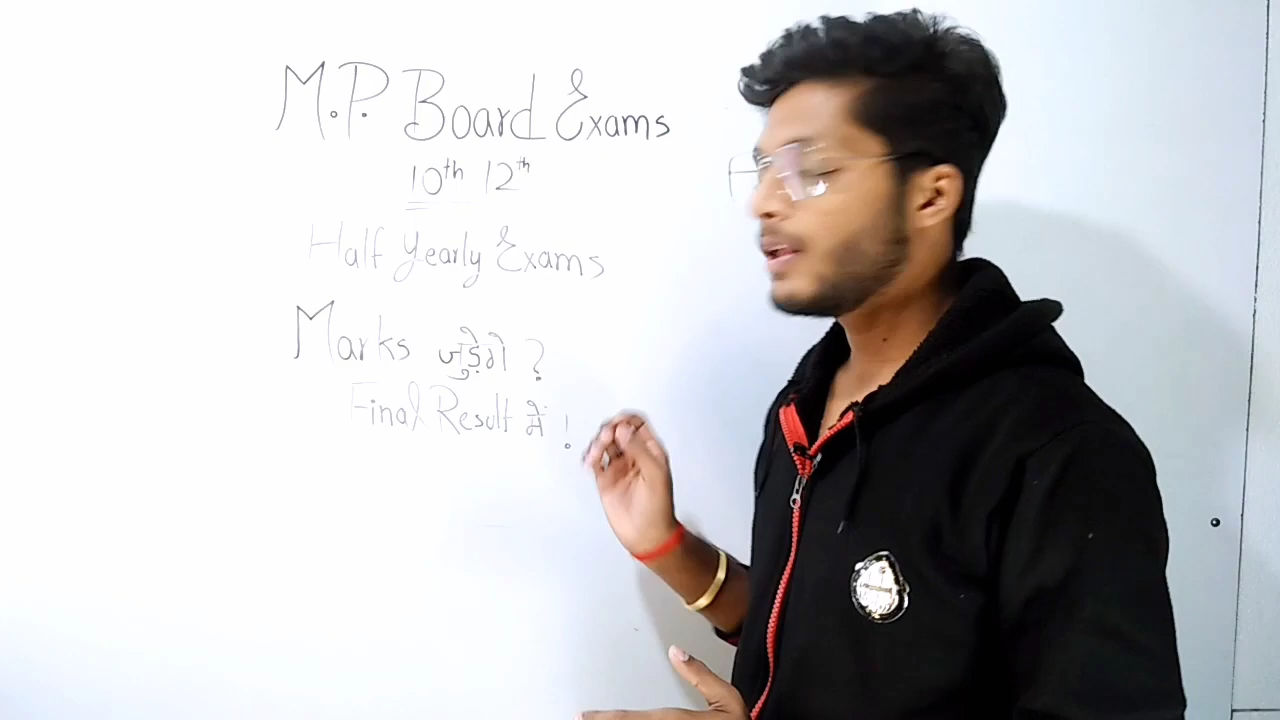 M.P. Board Exams
10th 12th
Half Yearly Exams
Marks जुड़ेगे ?
Final Result में !